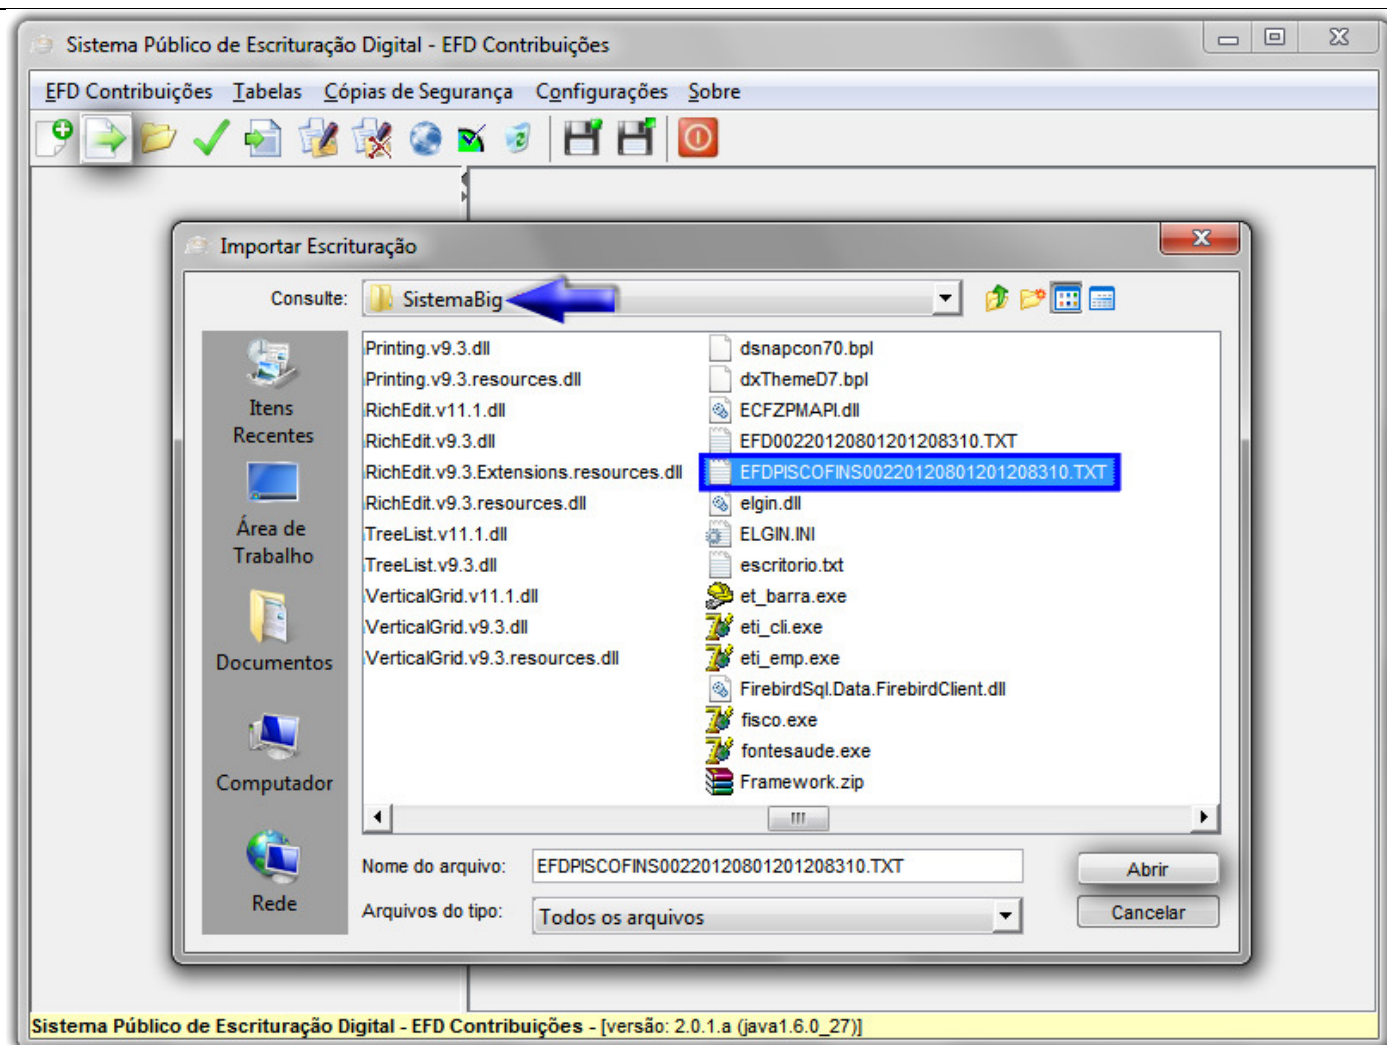 Sistema Público de Escrituração Digital - EFD Contribuições
EFD Contribuições Tabelas Cópias de Segurança Configurações Sobre
Importar Escrituração
Consulte: SistemaBig
Itens
Recentes
Área de
Trabalho
Documentos
Computador
Rede
Printing.v9.3.dll
Printing.v9.3.resources.dll
RichEdit.v11.1.dll
RichEdit.v9.3.dll
RichEdit.v9.3.Extensions.resources.dll
RichEdit.v9.3.resources.dll
TreeList.v11.1.dll
TreeList.v9.3.dll
VerticalGrid.v11.1.dll
VerticalGrid.v9.3.dll
VerticalGrid.v9.3.resources.dll
dsnapcon70.bpl
dxThemeD7.bpl
ECFZPMAPI.dll
EFD00220120801201208310.TXT
EFDPISCOFINS00220120801201208310.TXT
elgin.dll
ELGIN.INI
escritorio.txt
et_barra.exe
eti_cli.exe
eti_emp.exe
FirebirdSql.Data.FirebirdClient.dll
fisco.exe
fontesaude.exe
Framework.zip
Nome do arquivo: EFDPISCOFINS00220120801201208310.TXT
Abrir
Arquivos do tipo: Todos os arquivos
Cancelar
Sistema Público de Escrituração Digital - EFD Contribuições - [versão: 2.0.1.a (java1.6.0_27)]